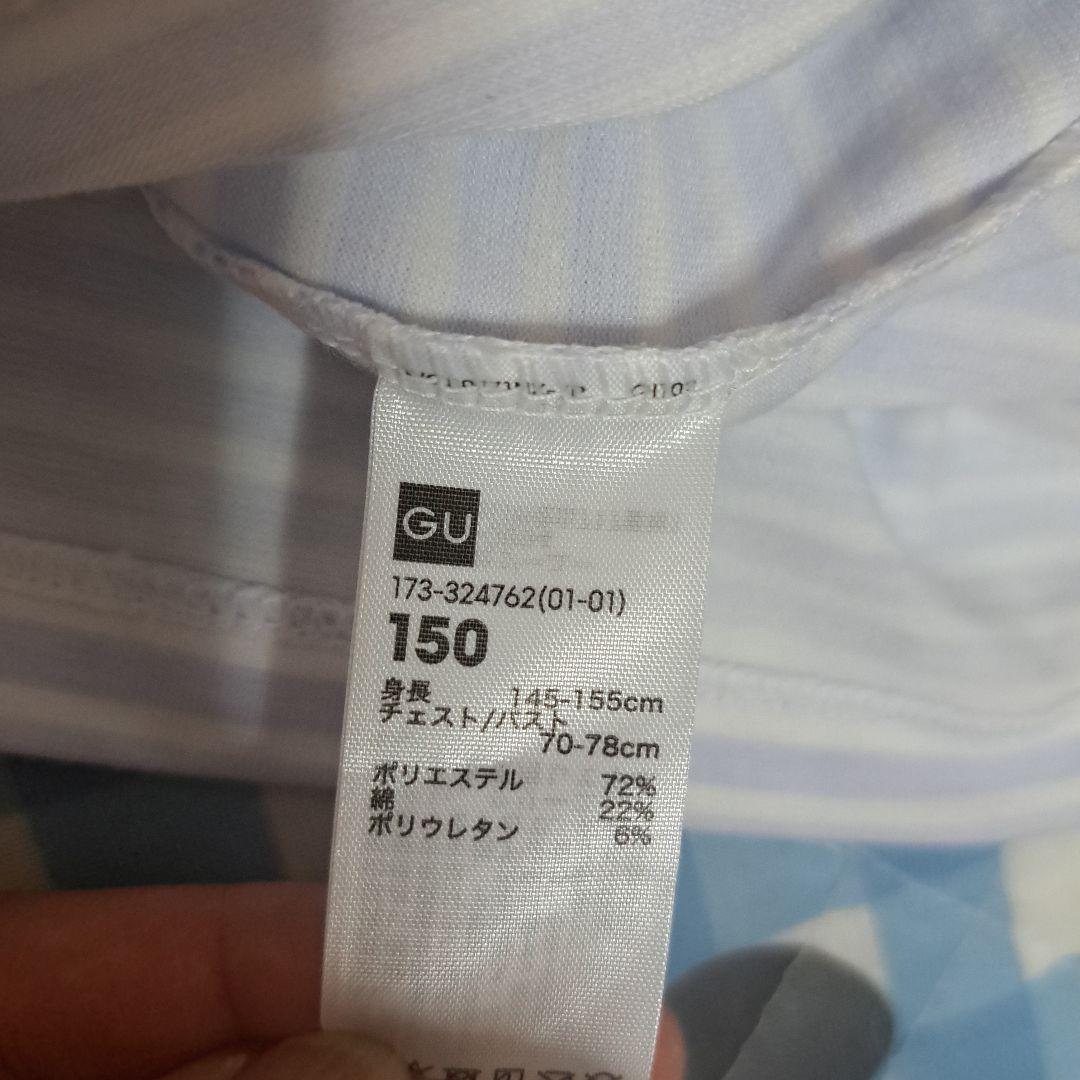 GU
173-324762(01-01)
150
身長 145-155cm
チェスト/バスト
70-78cm
ポリエステル 72%
綿 22%
ポリウレタン 6%